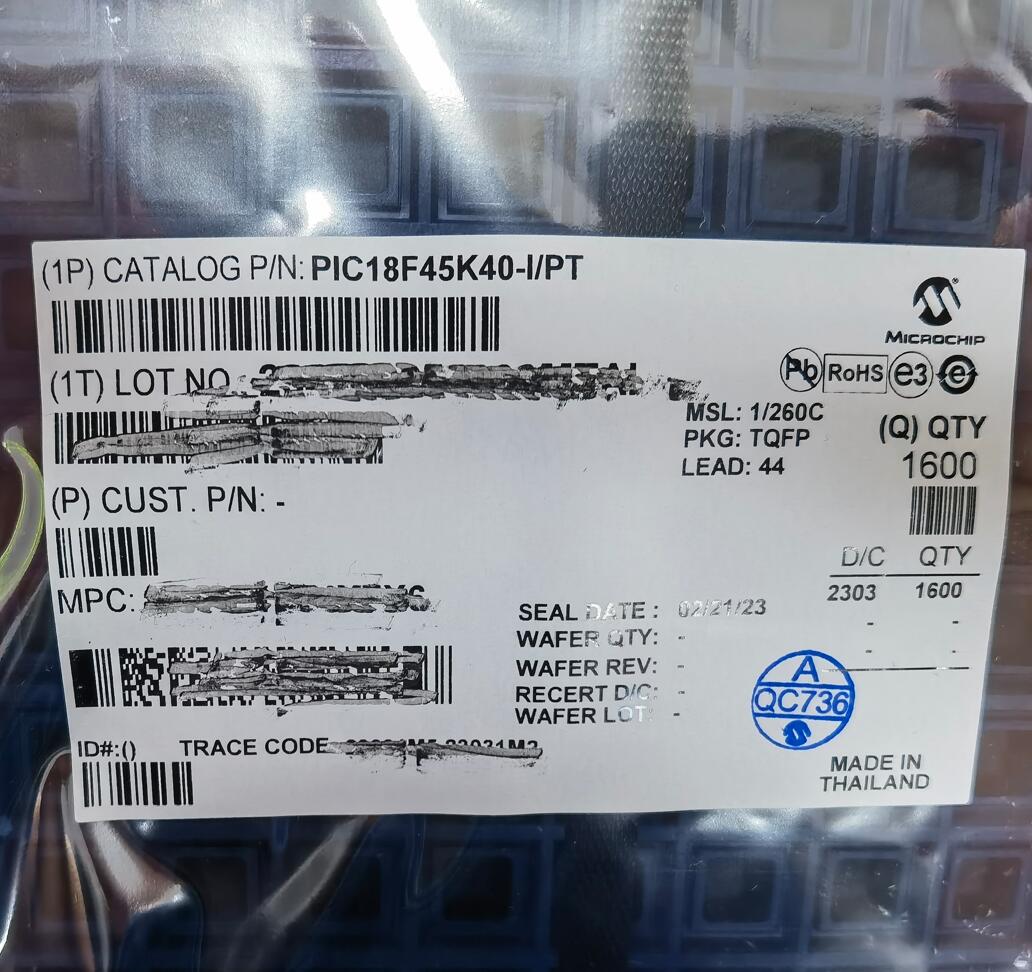 (1P) CATALOG P/N: PIC18F45K40-I/PT
MICROCHIP
(1T) LOT NO
Pb RoHS e3 e
MSL: 1/260C
PKG: TQFP
LEAD: 44
(Q) QTY
1600
(P) CUST. P/N: -
MPC:
D/C QTY
2303 1600
- -
- -
SEAL DATE : 02/21/23
WAFER QTY: -
WAFER REV: -
RECERT D/C: -
WAFER LOT: -
A
QC736
ID#:()
TRACE CODE
MADE IN
THAILAND